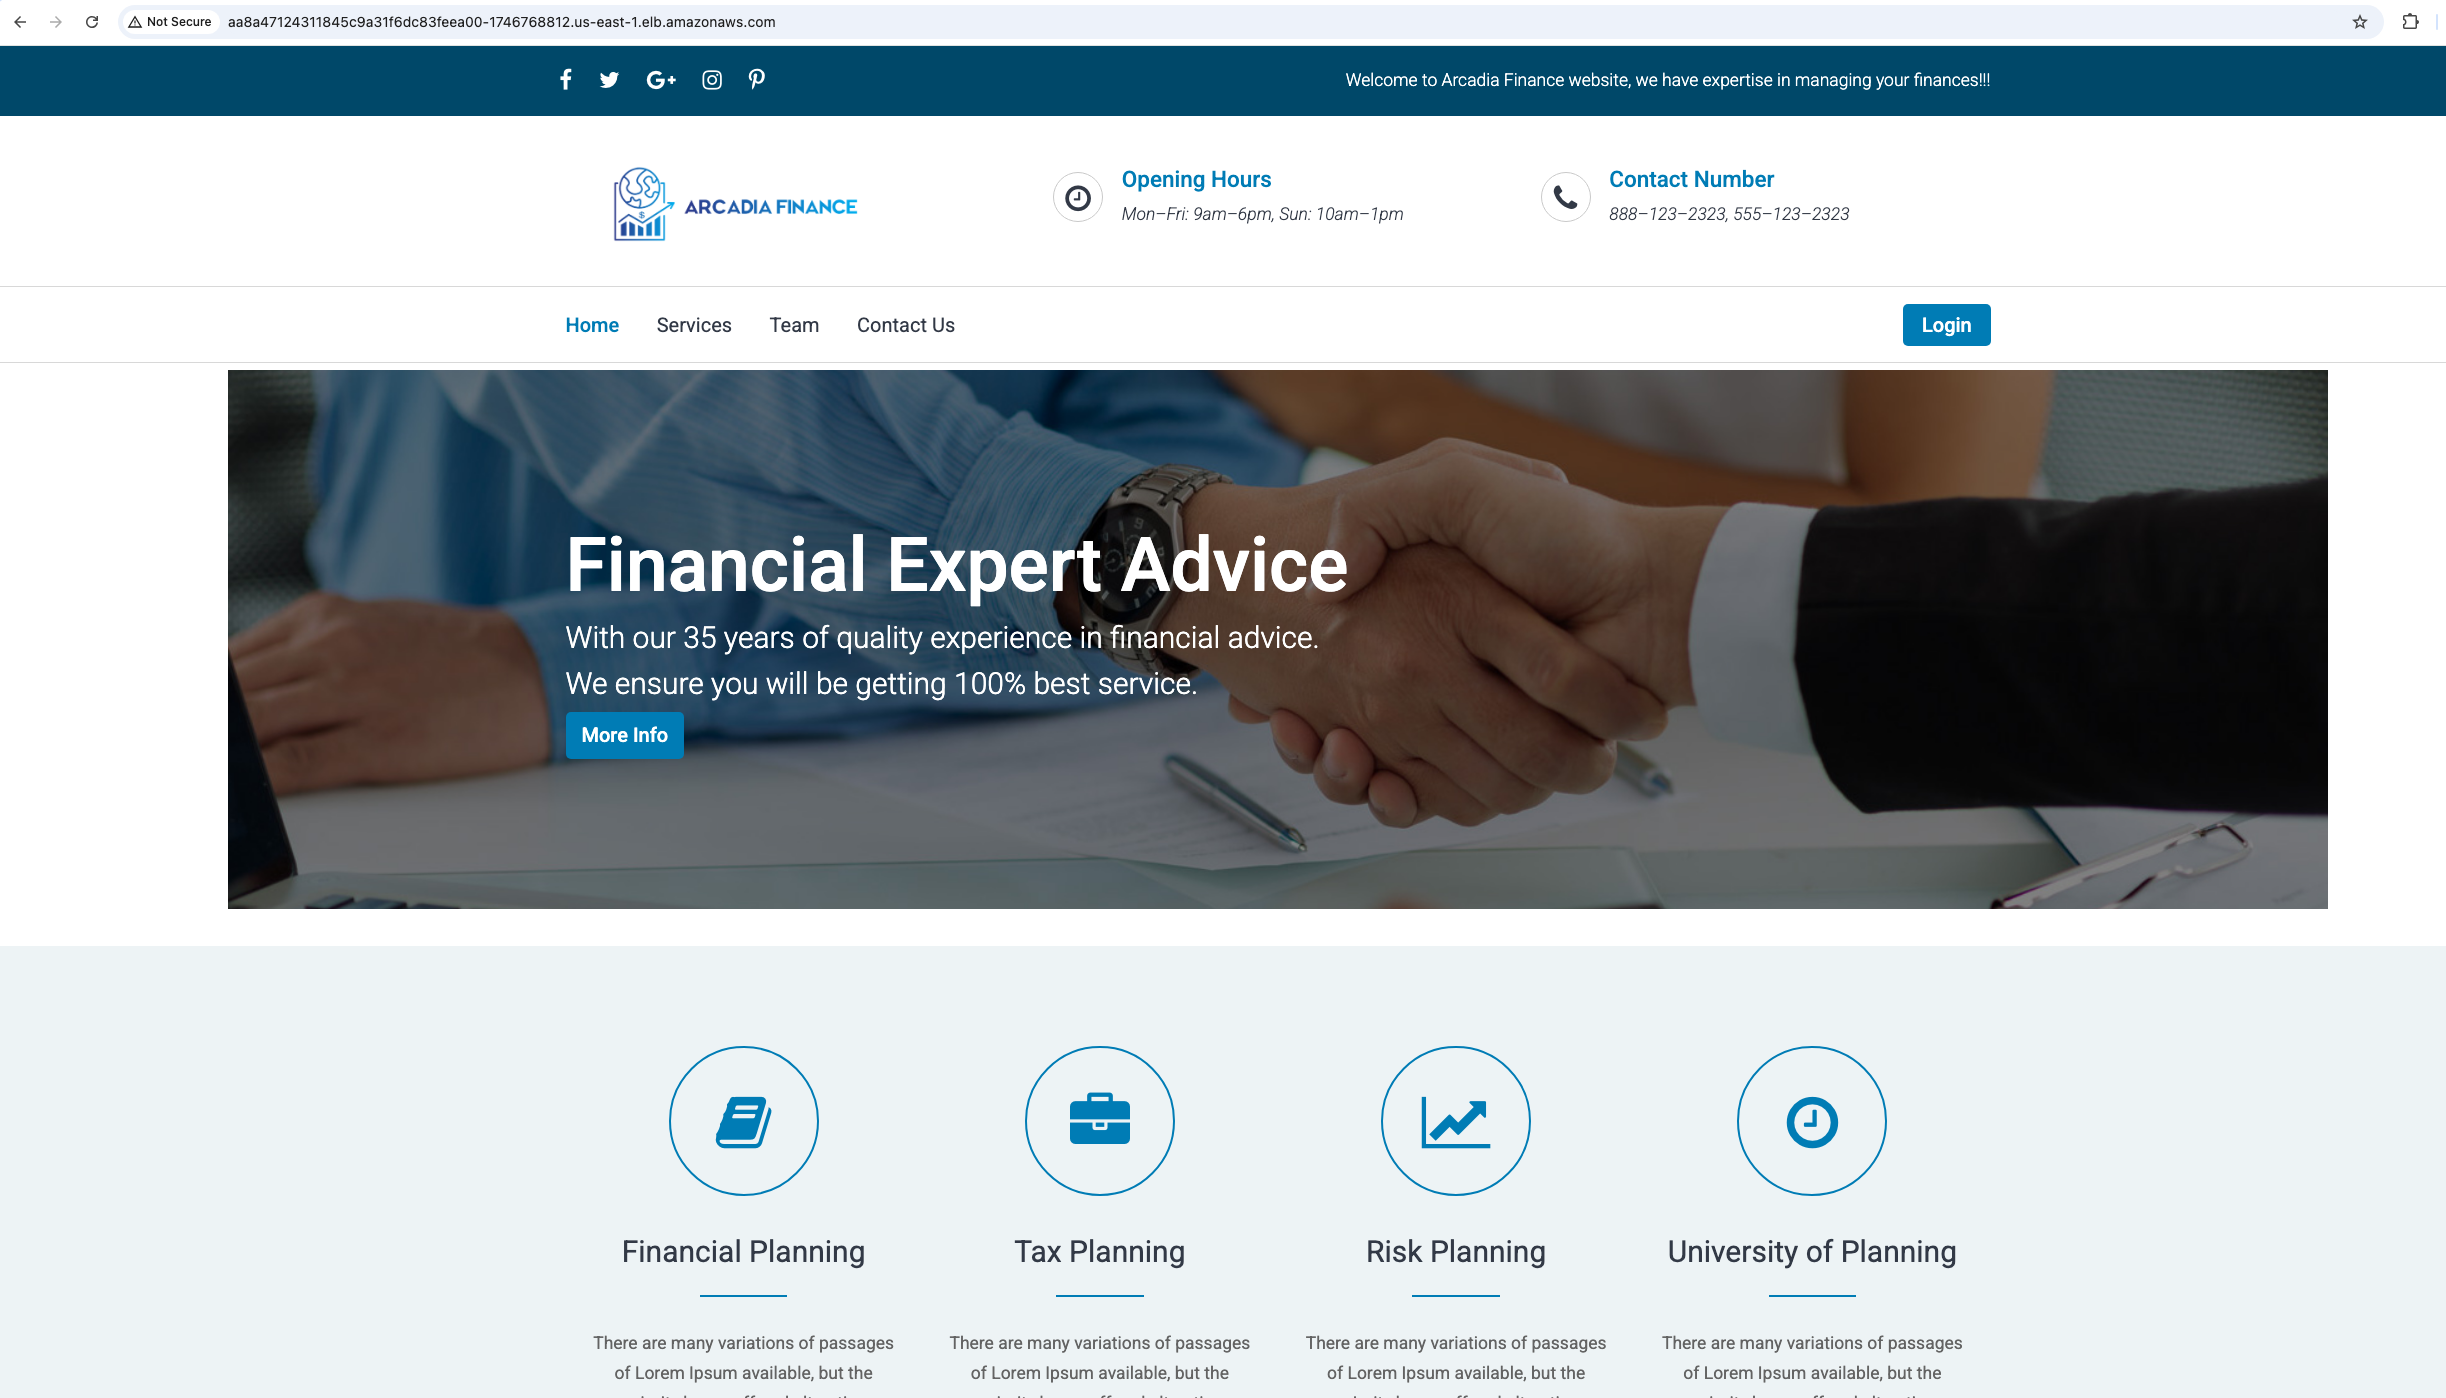 Not Secure aa8a47124311845c9a31f6dc83feea00-1746768812.us-east-1.elb.amazonaws.com
Welcome to Arcadia Finance website, we have expertise in managing your finances!!!
ARCADIA FINANCE
Opening Hours
Mon–Fri: 9am–6pm, Sun: 10am–1pm
Contact Number
888–123–2323, 555–123–2323
Home Services Team Contact Us Login
Financial Expert Advice
With our 35 years of quality experience in financial advice.
We ensure you will be getting 100% best service.
More Info
Financial Planning
There are many variations of passages
of Lorem Ipsum available, but the
Tax Planning
There are many variations of passages
of Lorem Ipsum available, but the
Risk Planning
There are many variations of passages
of Lorem Ipsum available, but the
University of Planning
There are many variations of passages
of Lorem Ipsum available, but the